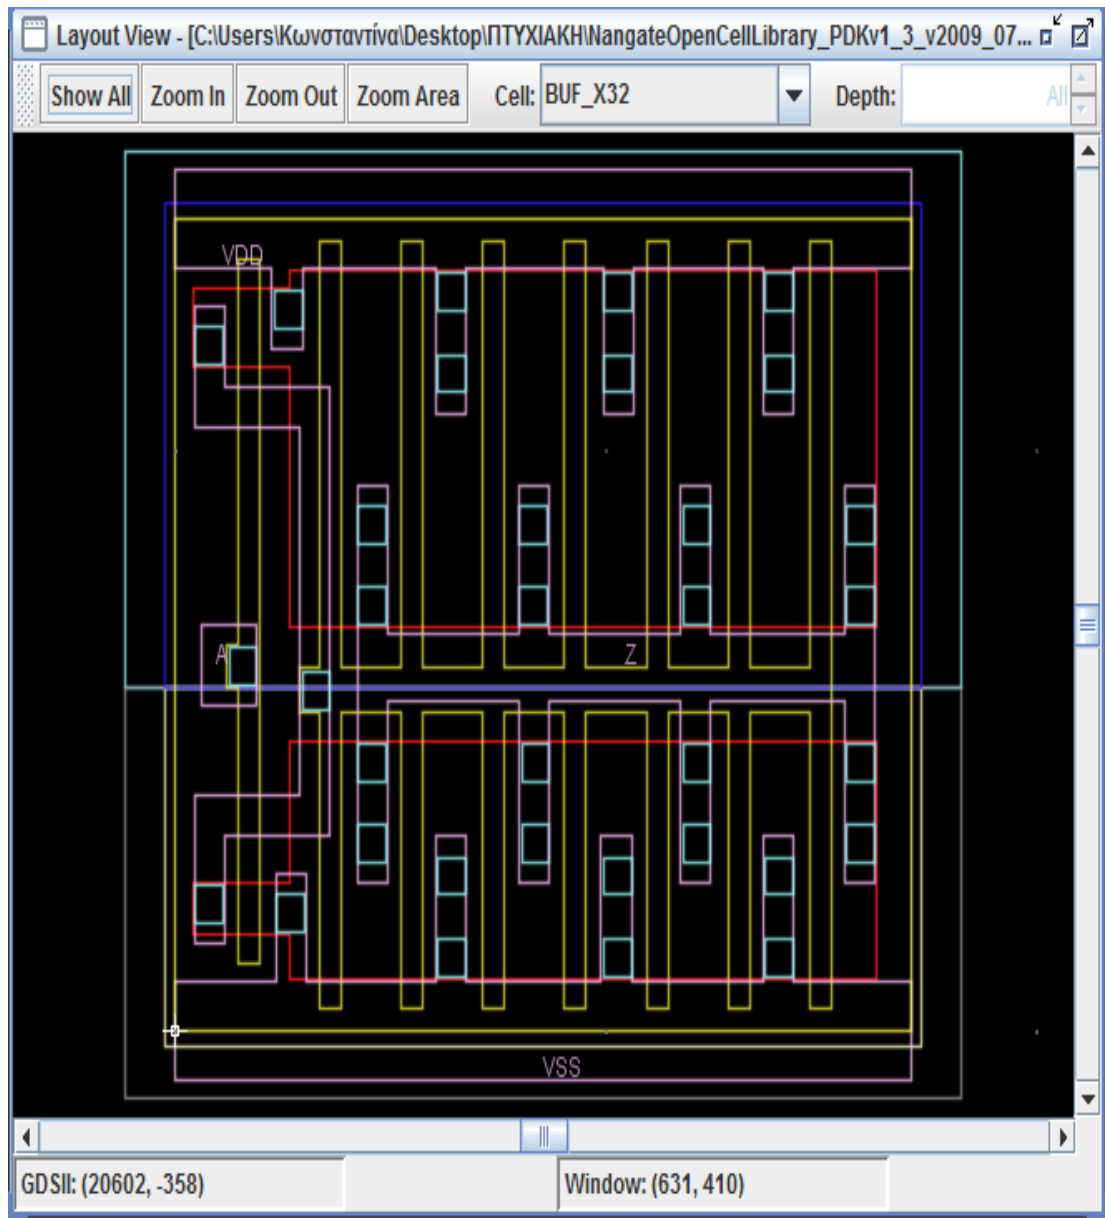 Layout View - [C:\Users\Κωνσταντίνα\Desktop\ΠΤΥΧΙΑΚΗ\NangateOpenCellLibrary_PDKv1_3_v2009_07...
Show All Zoom In Zoom Out Zoom Area Cell: BUF_X32 Depth: All
VDD
A Z
VSS
GDSII: (20602, -358) Window: (631, 410)